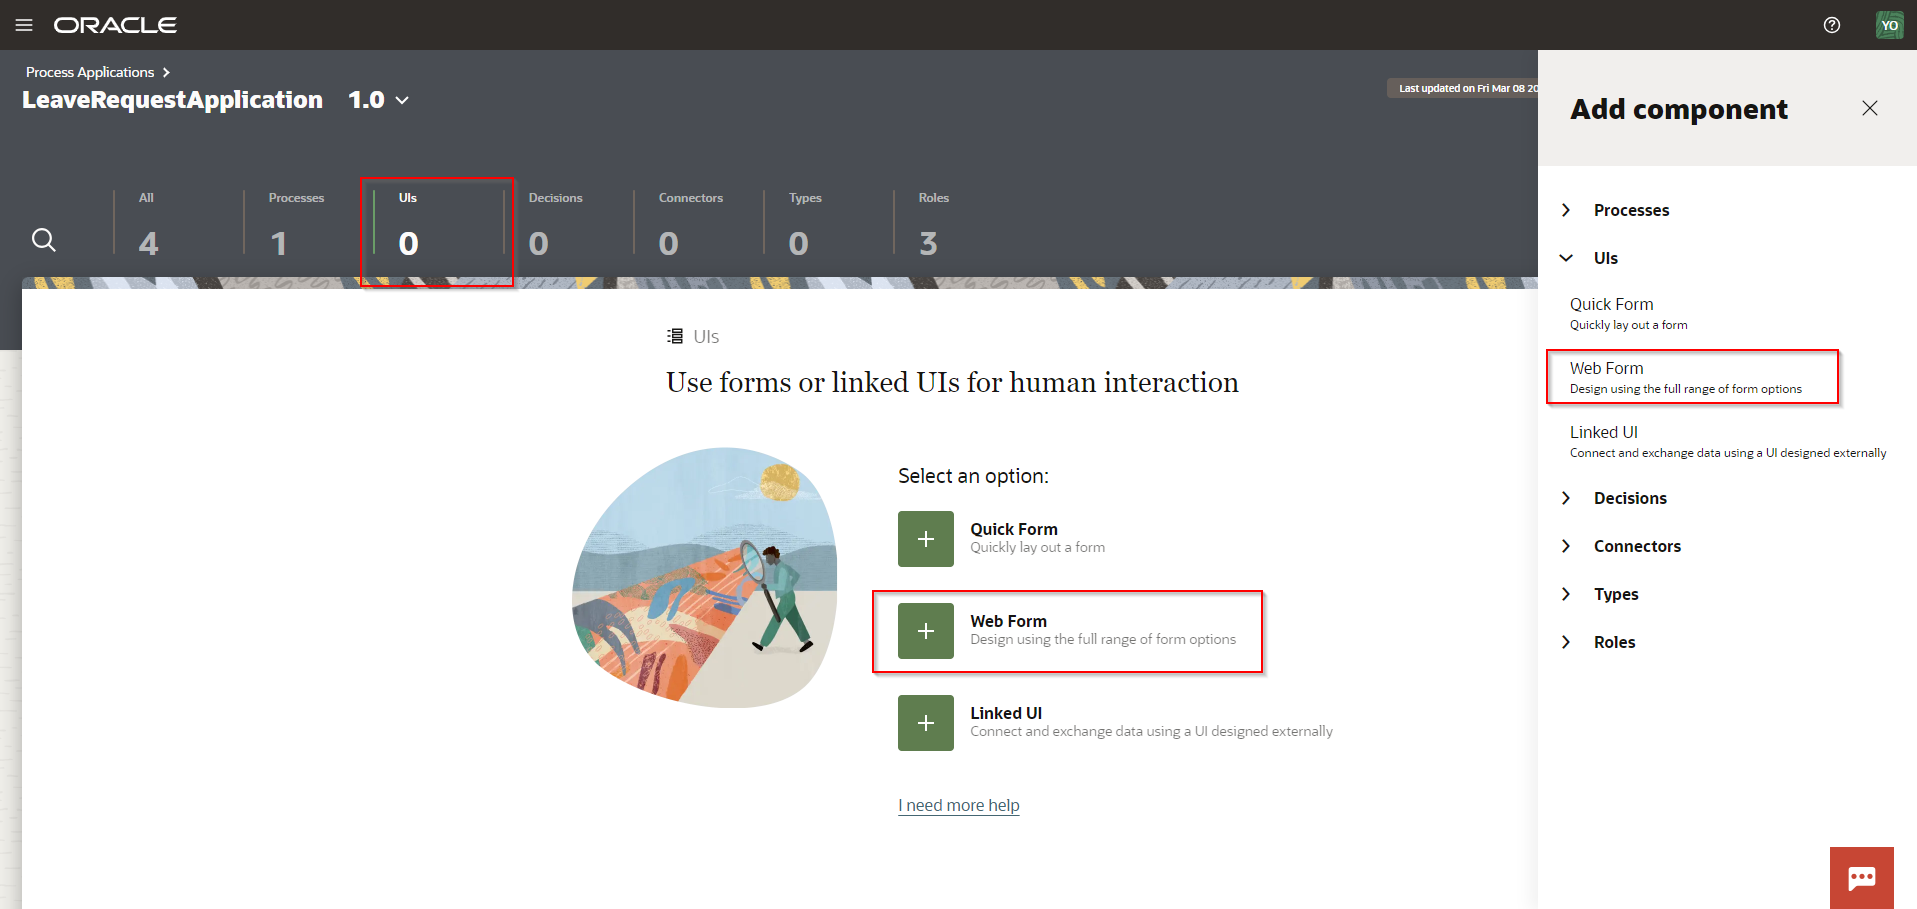 ORACLE
YO
Process Applications
LeaveRequestApplication 1.0
Last updated on Fri Mar 08 20
All
4
Processes
1
UIs
0
Decisions
0
Connectors
0
Types
0
Roles
3
UIs
Use forms or linked UIs for human interaction
Select an option:
Quick Form
Quickly lay out a form
Web Form
Design using the full range of form options
Linked UI
Connect and exchange data using a UI designed externally
I need more help
Add component
Processes
UIs
Quick Form
Quickly lay out a form
Web Form
Design using the full range of form options
Linked UI
Connect and exchange data using a UI designed externally
Decisions
Connectors
Types
Roles